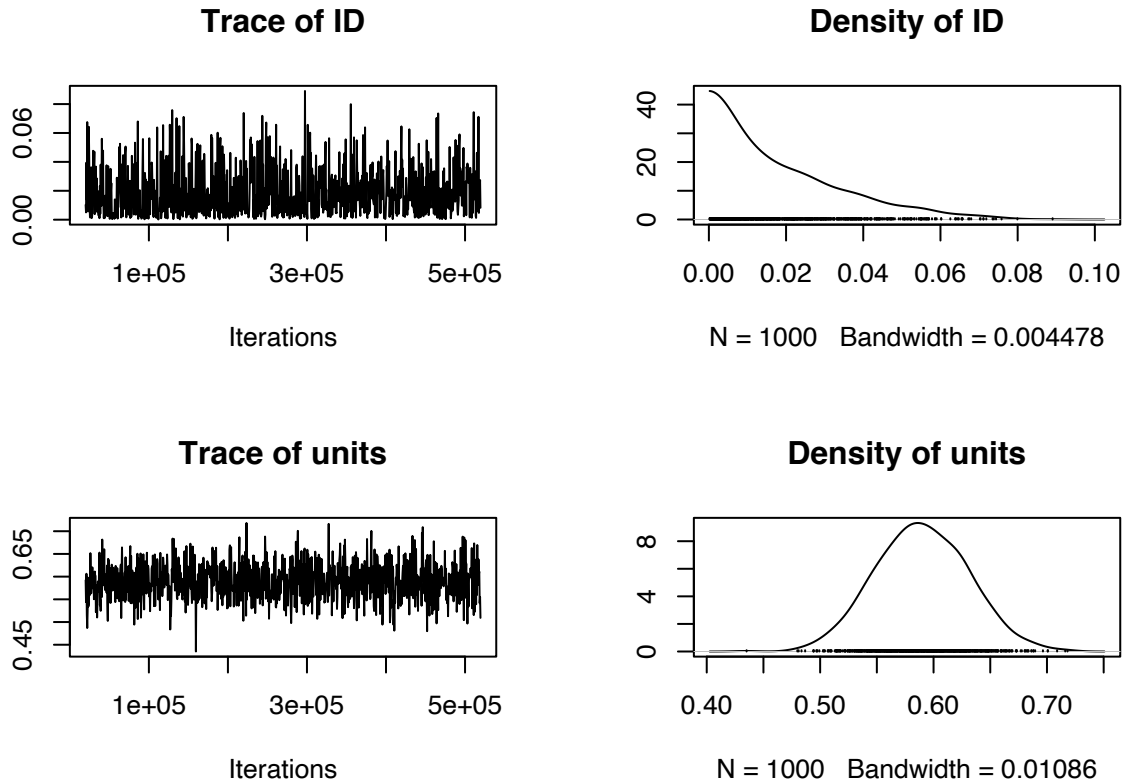 Trace of ID
0.06
0.00
1e+05 3e+05 5e+05
Iterations
Density of ID
40
20
0
0.00 0.02 0.04 0.06 0.08 0.10
N = 1000 Bandwidth = 0.004478
Trace of units
0.65
0.45
1e+05 3e+05 5e+05
Iterations
Density of units
8
4
0
0.40 0.50 0.60 0.70
N = 1000 Bandwidth = 0.01086